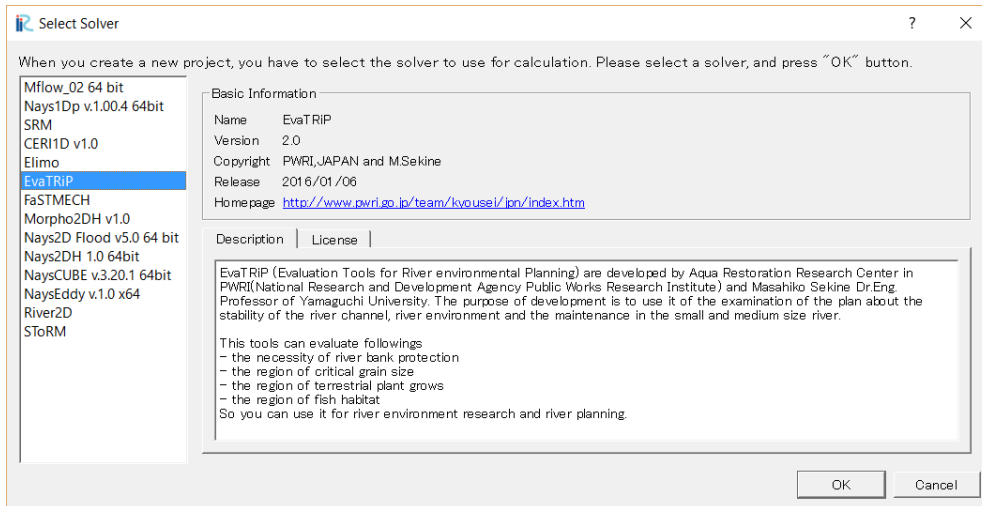 iRIC Select Solver
When you create a new project, you have to select the solver to use for calculation. Please select a solver, and press "OK" button.
Mflow_02 64 bit
Nays1Dp v.1.00.4 64bit
SRM
CERI1D v1.0
Elimo
EvaTRiP
FaSTMECH
Morpho2DH v1.0
Nays2D Flood v5.0 64 bit
Nays2DH 1.0 64bit
NaysCUBE v.3.20.1 64bit
NaysEddy v.1.0 x64
River2D
SToRM
Basic Information
Name EvaTRiP
Version 2.0
Copyright PWRI,JAPAN and M.Sekine
Release 2016/01/06
Homepage http://www.pwri.go.jp/team/kyousei/jpn/index.htm
Description License
EvaTRiP (Evaluation Tools for River environmental Planning) are developed by Aqua Restoration Research Center in
PWRI(National Research and Development Agency Public Works Research Institute) and Masahiko Sekine Dr.Eng.
Professor of Yamaguchi University. The purpose of development is to use it of the examination of the plan about the
stability of the river channel, river environment and the maintenance in the small and medium size river.
This tools can evaluate followings
- the necessity of river bank protection
- the region of critical grain size
- the region of terrestrial plant grows
- the region of fish habitat
So you can use it for river environment research and river planning.
OK Cancel